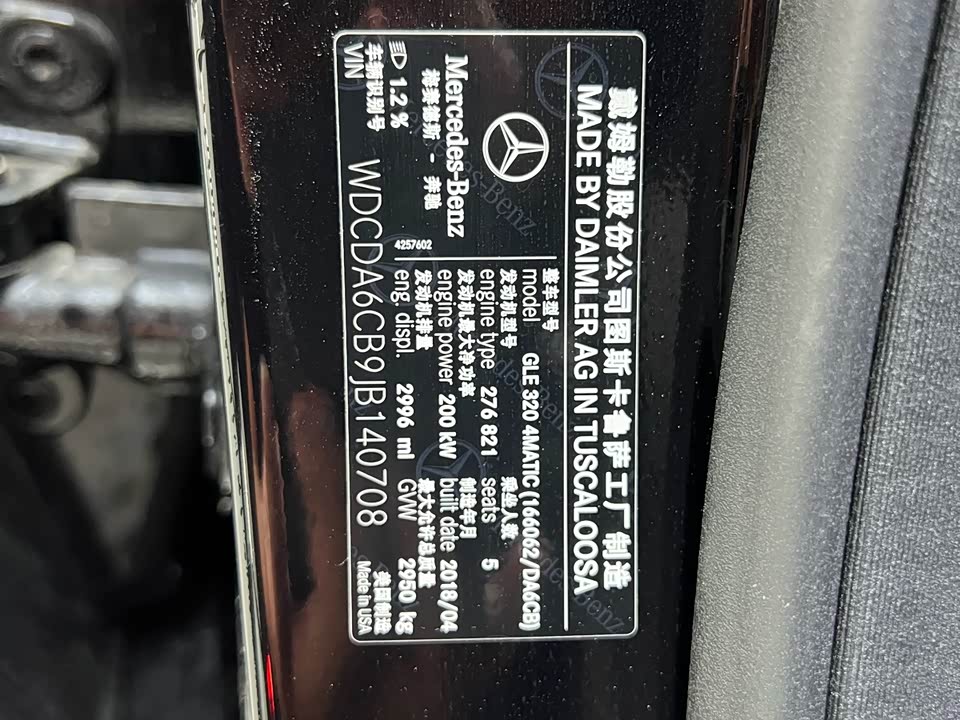 戴姆勒股份公司图斯卡鲁萨工厂制造
MADE BY DAIMLER AG IN TUSCALOOSA
Mercedes-Benz
梅赛德斯 - 奔驰
1.2 %
4257602
整车型号
model GLE 320 4MATIC (166062/DA6CB)
发动机型号 乘坐人数
engine type 276 821 seats 5
发动机最大净功率 制造年月
engine power 200 kW built date 2018/04
发动机排量 最大允许总质量
eng. displ. 2996 ml GVW 2950 kg
车辆识别号 美国制造
VIN WDCDA6CB9JB140708 Made in USA